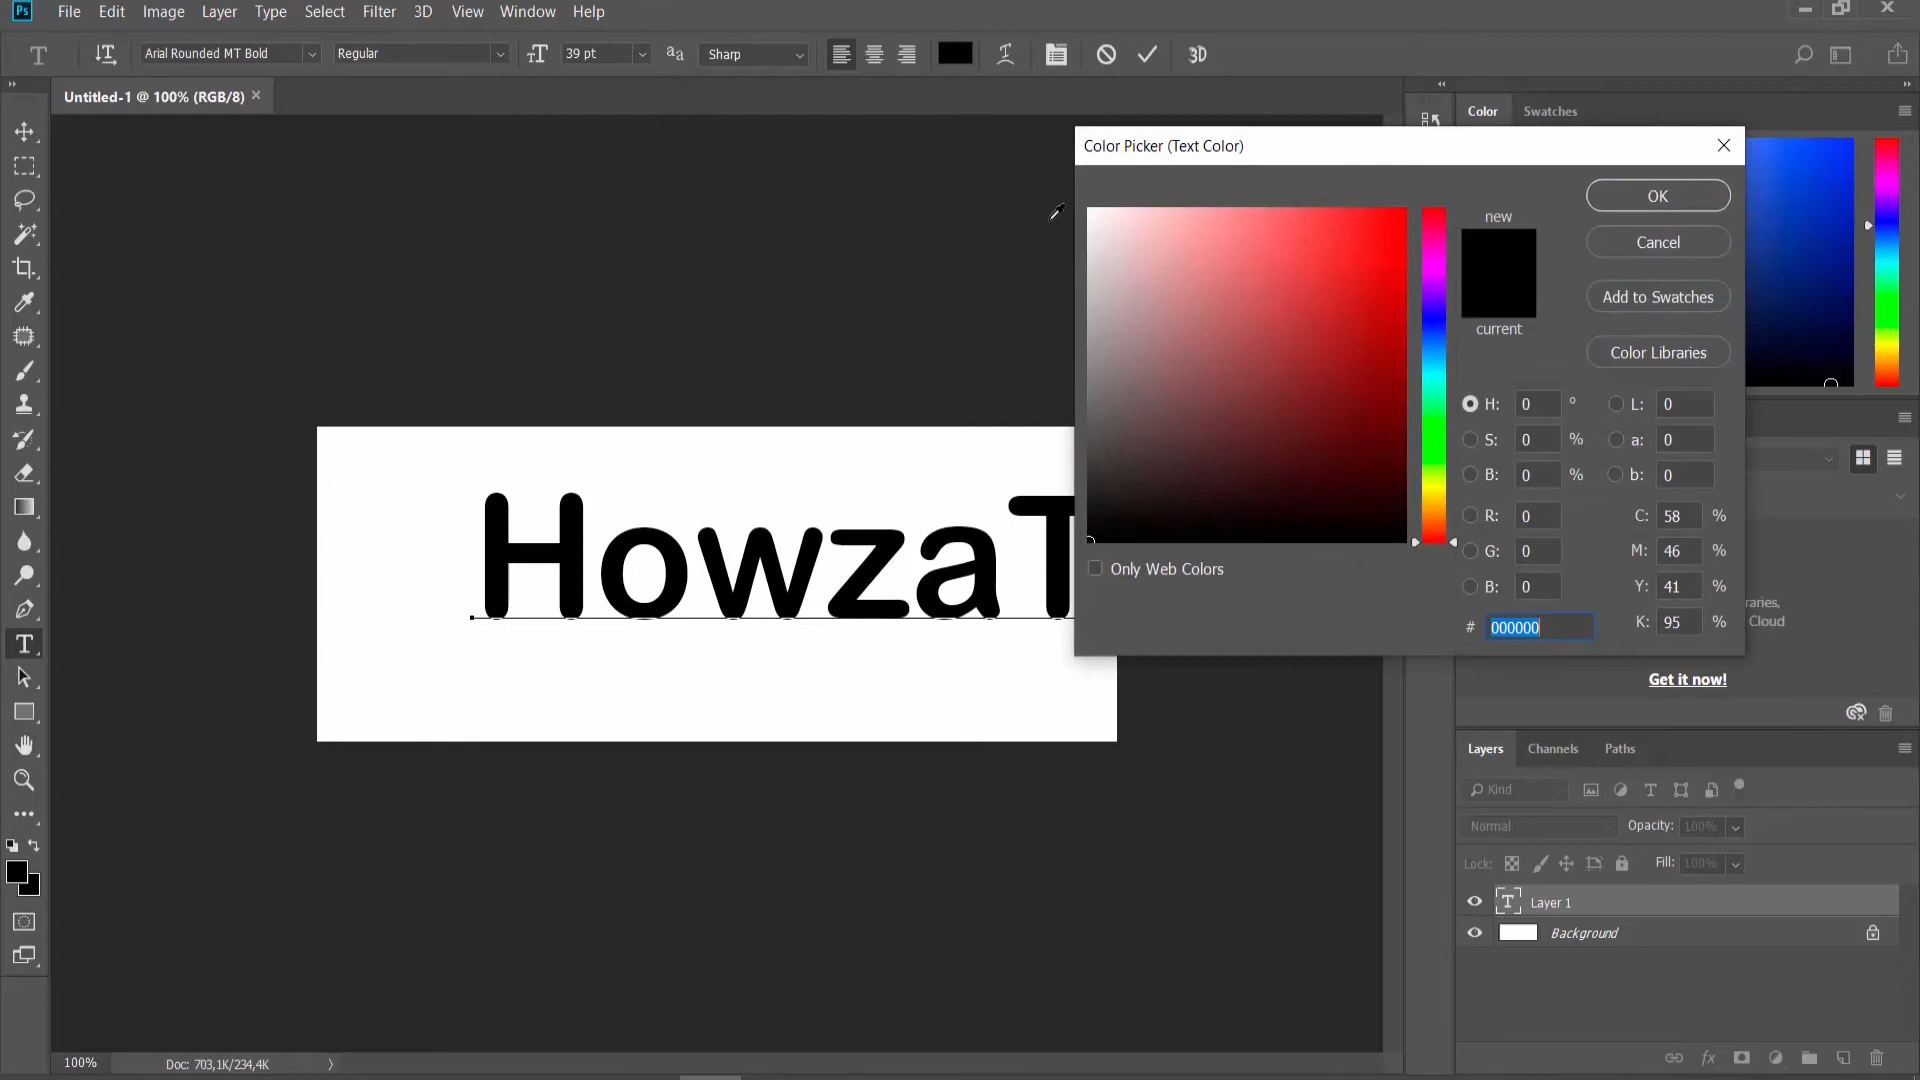 Ps File Edit Image Layer Type Select Filter 3D View Window Help
T Arial Rounded MT Bold Regular 39 pt aa Sharp 3D
Untitled-1 @ 100% (RGB/8) ×
Color Swatches
Color Picker (Text Color)
OK
new
Cancel
Add to Swatches
current
Color Libraries
H: 0 ° L: 0
S: 0 % a: 0
B: 0 % b: 0
R: 0 C: 58 %
G: 0 M: 46 %
B: 0 Y: 41 %
# 000000 K: 95 %
Only Web Colors
HowzaT
raries,
Cloud
Get it now!
Layers Channels Paths
Kind
Normal Opacity: 100%
Lock: Fill: 100%
T Layer 1
Background
fx
100% Doc: 703,1K/234,4K